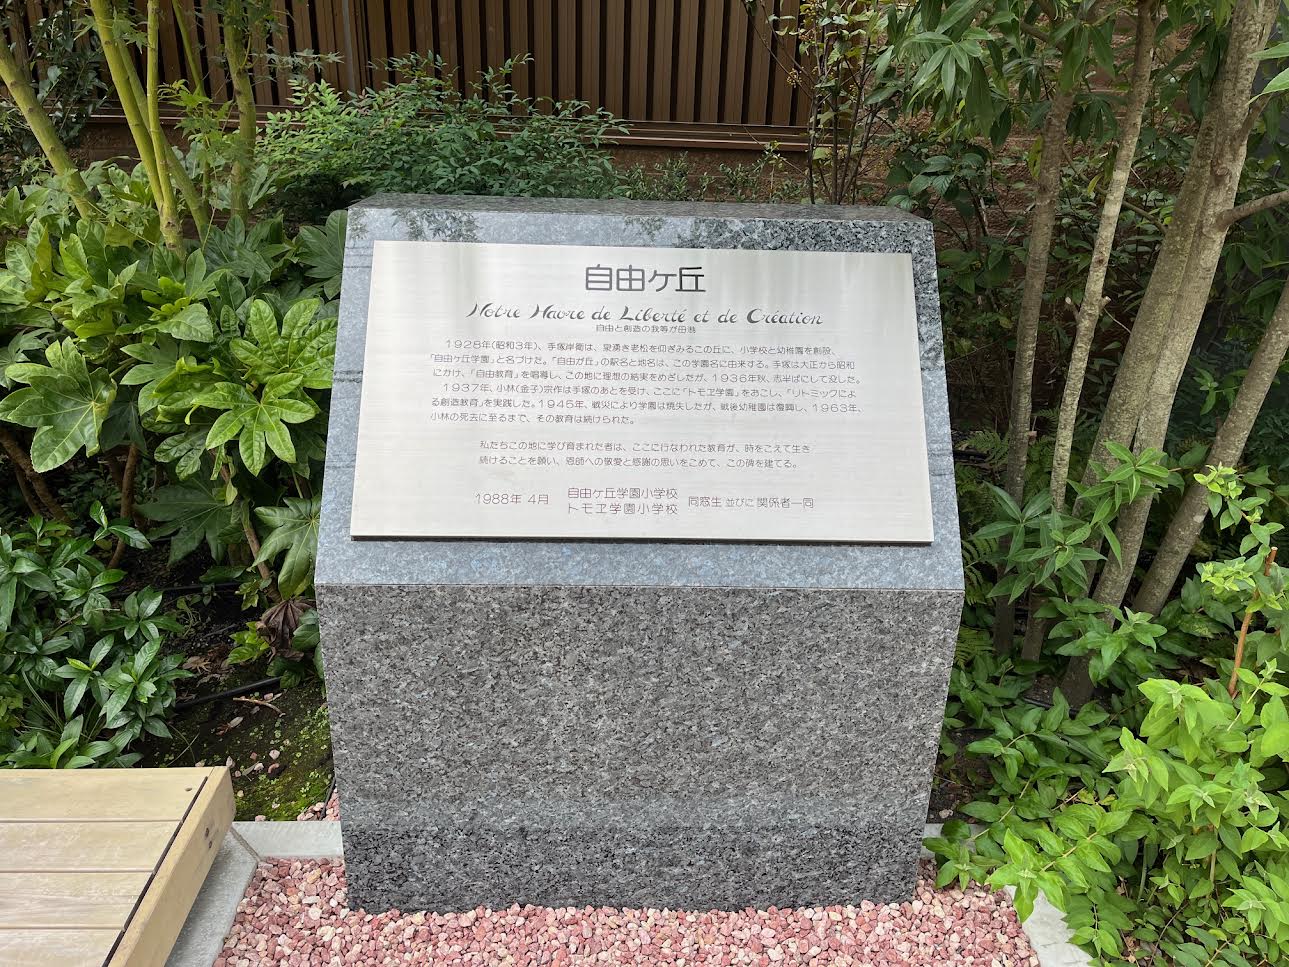 自由ヶ丘
Notre Havre de Liberté et de Création
自由と創造の我等が母港
1928年(昭和3年)、手塚岸衛は、泉湧き老松を仰ぎみるこの丘に、小学校と幼稚園を創設、
「自由ヶ丘学園」と名づけた。「自由が丘」の駅名と地名は、この学園名に由来する。手塚は大正から昭和
にかけ、「自由教育」を唱導し、この地に理想の結実をめざしたが、1936年秋、志半ばにして没した。
1937年、小林(金子)宗作は手塚のあとを受け、ここに「トモヱ学園」をおこし、「リトミックによ
る創造教育」を実践した。1945年、戦災により学園は焼失したが、戦後幼稚園は復興し、1963年、
小林の死去に至るまで、その教育は続けられた。
私たちこの地に学び育まれた者は、ここに行なわれた教育が、時をこえて生き
続けることを願い、恩師への敬愛と感謝の思いをこめて、この碑を建てる。
1988年 4月 自由ヶ丘学園小学校
トモヱ学園小学校 同窓生 並びに 関係者一同